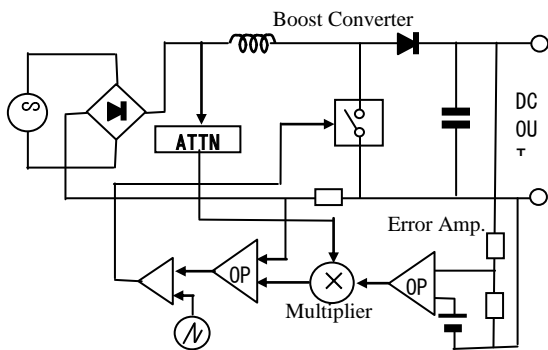 Boost Converter
S
ATTN
DC
OU
T
Error Amp.
OP
OP
Multiplier